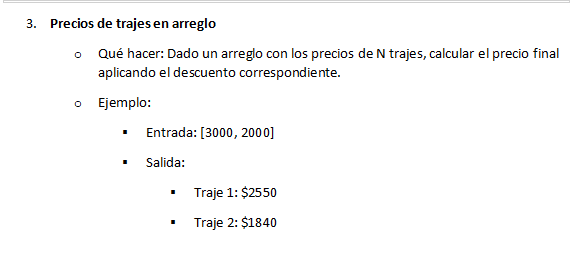 3. Precios de trajes en arreglo
o Qué hacer: Dado un arreglo con los precios de N trajes, calcular el precio final
aplicando el descuento correspondiente.
o Ejemplo:
▪ Entrada: [3000, 2000]
▪ Salida:
▪ Traje 1: $2550
▪ Traje 2: $1840